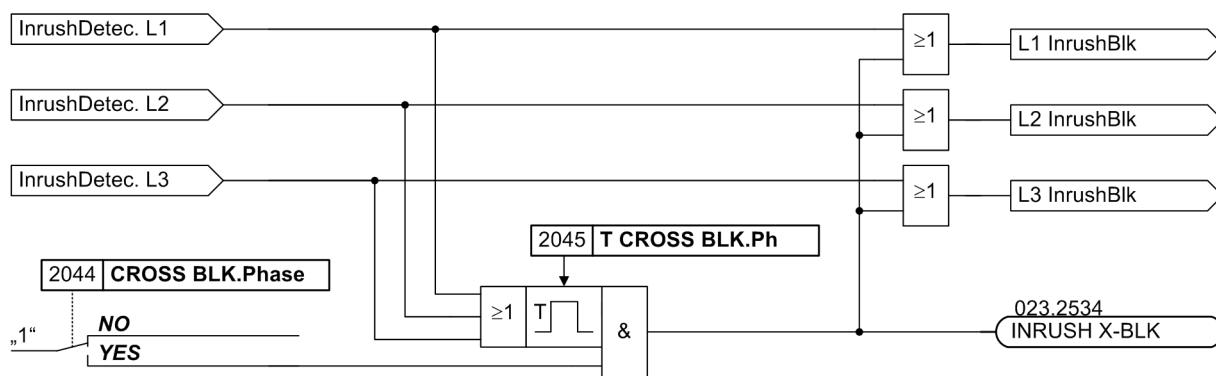 InrushDetec. L1
≥1
L1 InrushBlk
InrushDetec. L2
≥1
L2 InrushBlk
InrushDetec. L3
≥1
L3 InrushBlk
2045 T CROSS BLK.Ph
2044 CROSS BLK.Phase
≥1
T
&
023.2534
INRUSH X-BLK
„1“
NO
YES